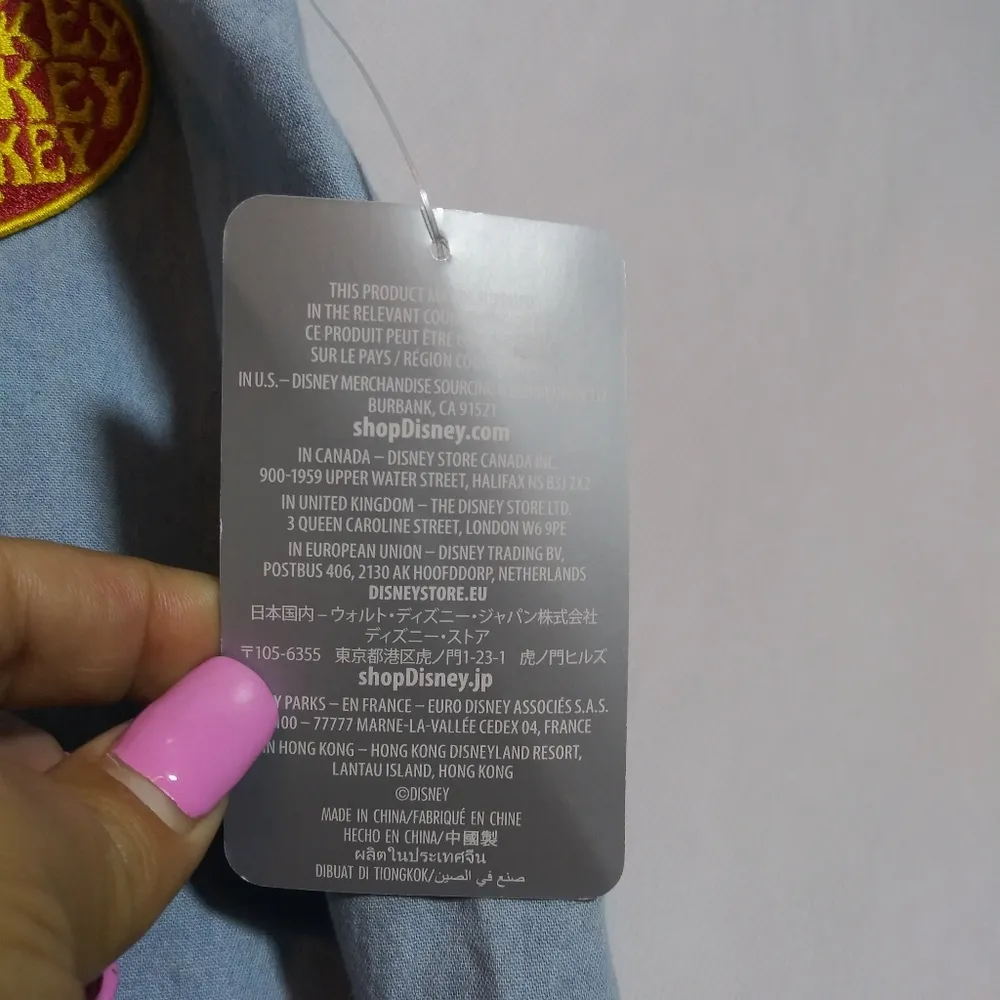 KEY
KEY
KEY
THIS PRODUCT
IN THE RELEVANT
CE PRODUIT PEUT ÊTRE
SUR LE PAYS / RÉGION
IN U.S. – DISNEY MERCHANDISE
BURBANK, CA 91521
shopDisney.com
IN CANADA – DISNEY STORE CANADA INC.
900-1959 UPPER WATER STREET, HALIFAX NS B3J 2X2
IN UNITED KINGDOM – THE DISNEY STORE LTD.
3 QUEEN CAROLINE STREET, LONDON W6 9PE
IN EUROPEAN UNION – DISNEY TRADING BV,
POSTBUS 406, 2130 AK HOOFDDORP, NETHERLANDS
DISNEYSTORE.EU
日本国内 – ウォルト・ディズニー・ジャパン株式会社
ディズニー・ストア
〒105-6355 東京都港区虎ノ門1-23-1 虎ノ門ヒルズ
shopDisney.jp
Y PARKS – EN FRANCE – EURO DISNEY ASSOCIÉS S.A.S.
100 – 77777 MARNE-LA-VALLÉE CEDEX 04, FRANCE
IN HONG KONG – HONG KONG DISNEYLAND RESORT,
LANTAU ISLAND, HONG KONG
©DISNEY
MADE IN CHINA/FABRIQUÉ EN CHINE
HECHO EN CHINA/中國製
ผลิตในประเทศจีน
DIBUAT DI TIONGKOK/صنع في الصين